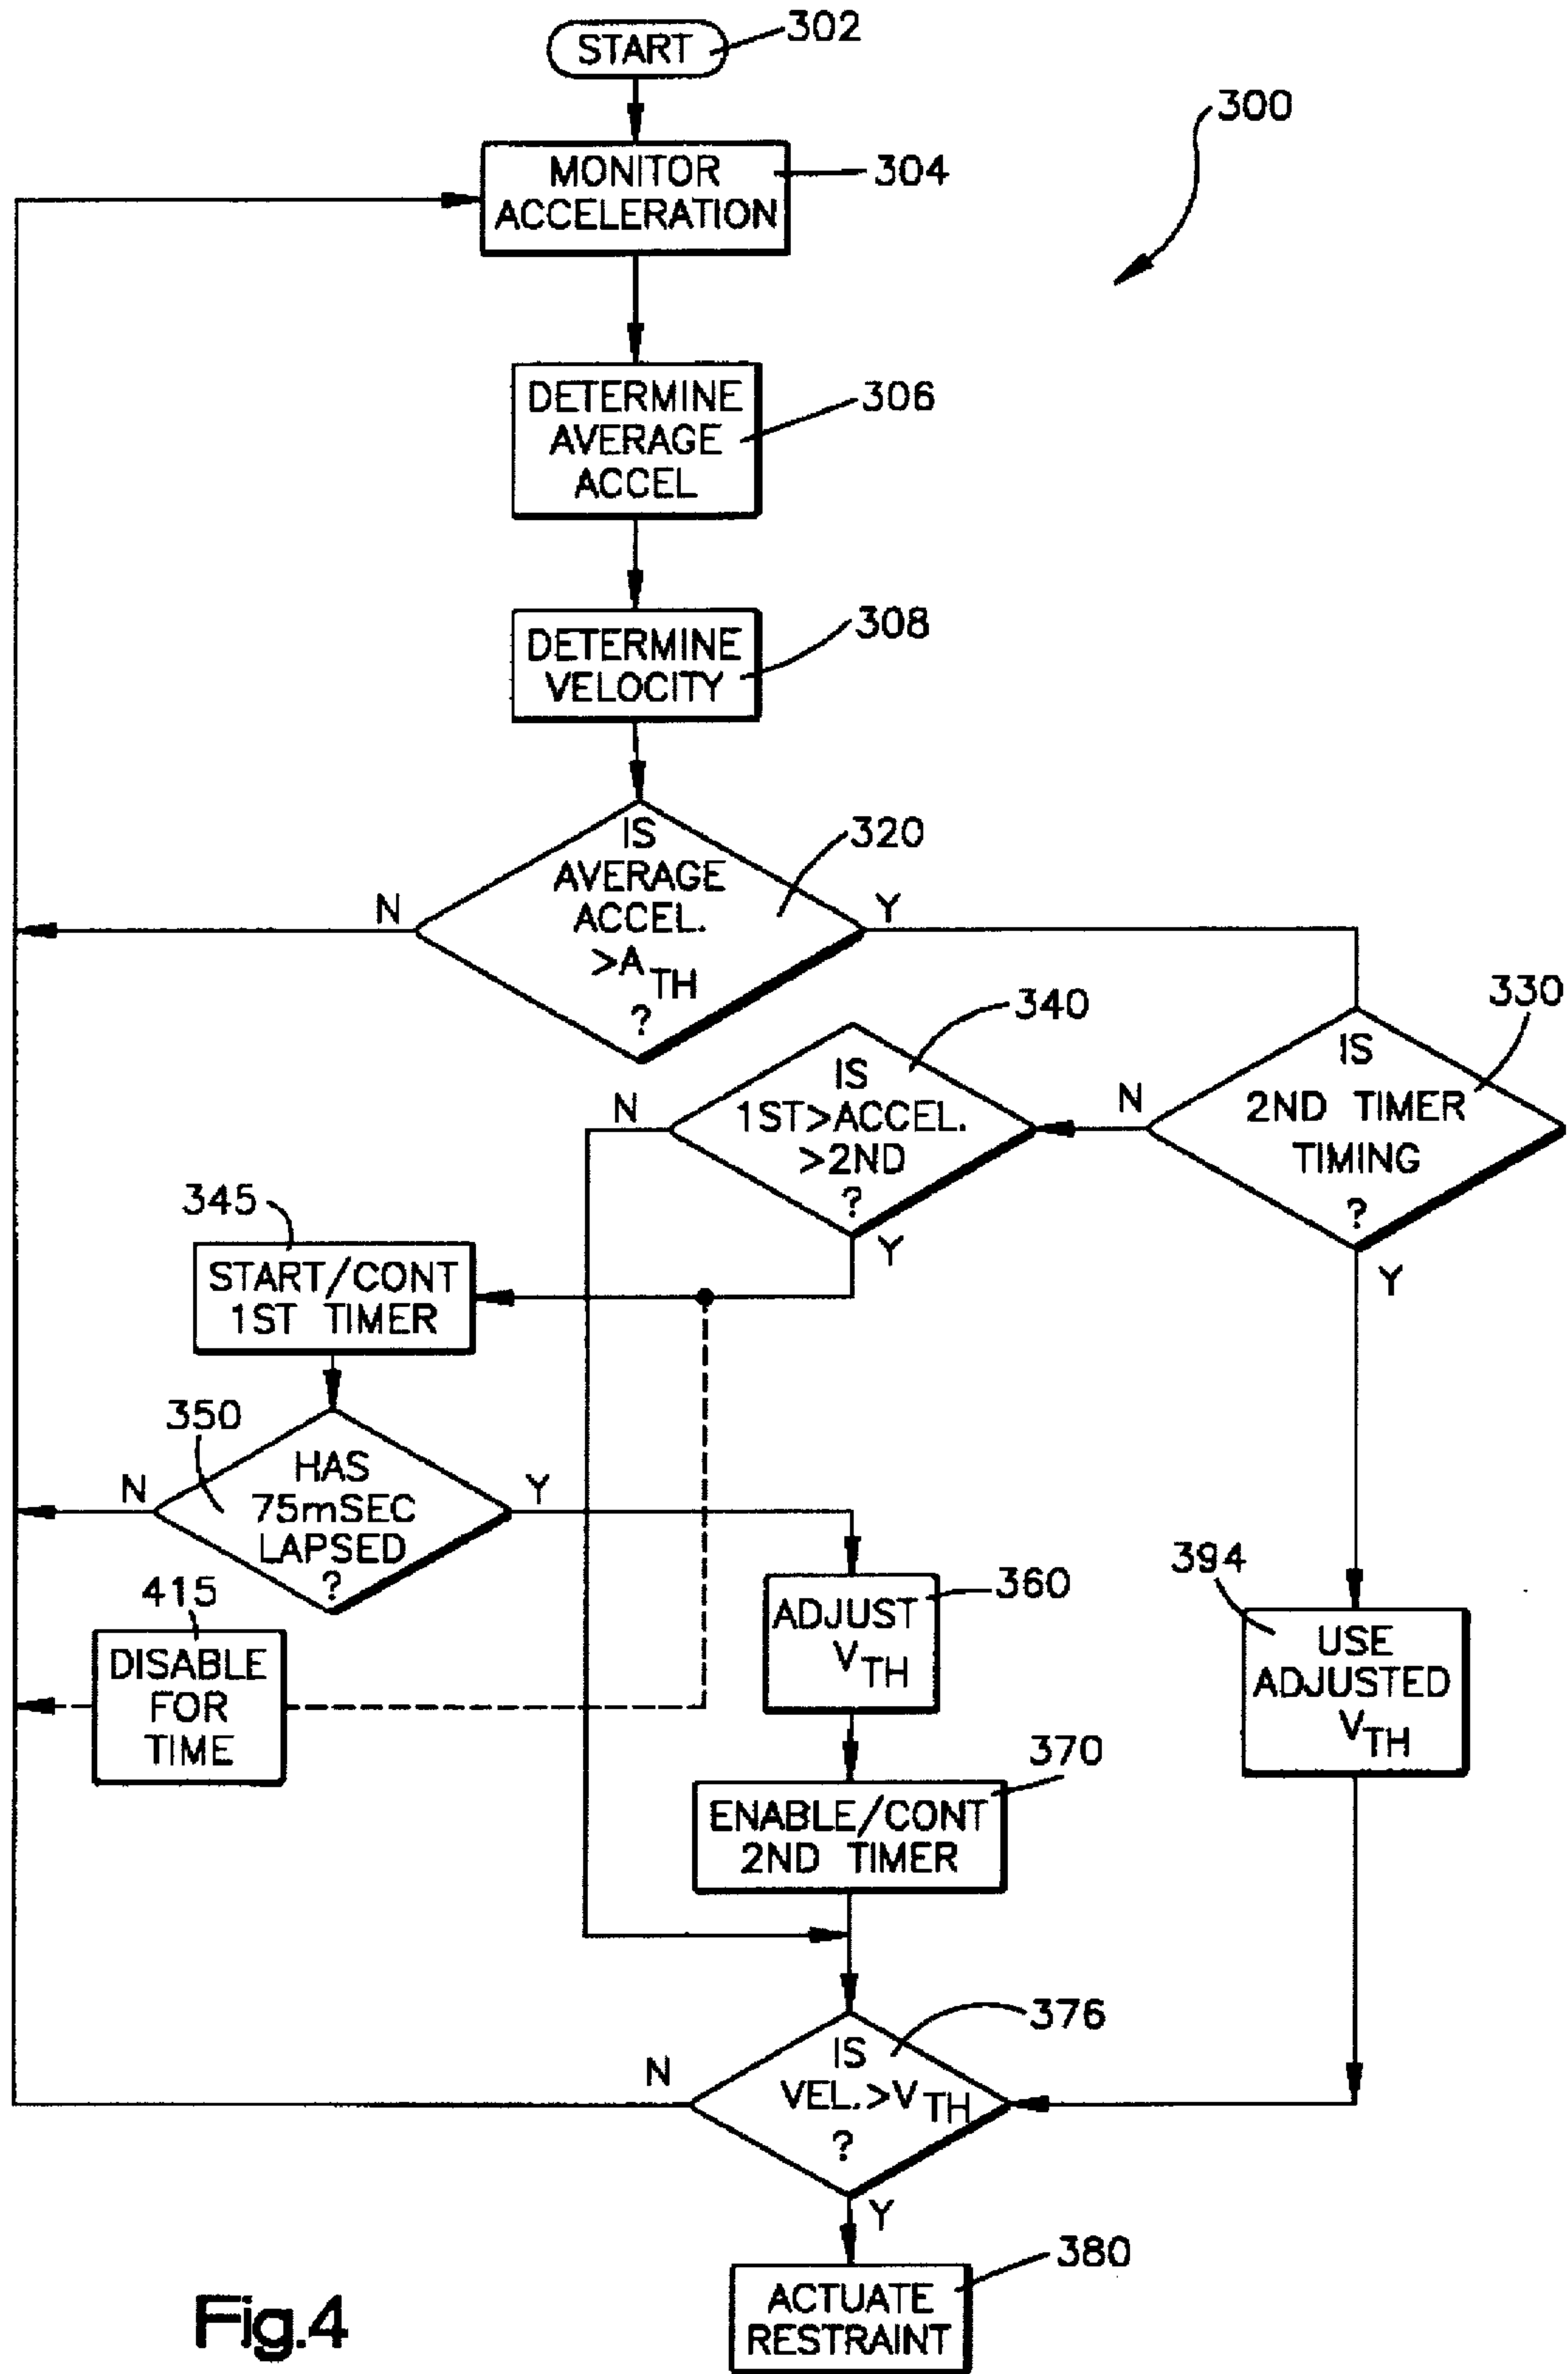 START
302
300
MONITOR
ACCELERATION
304
DETERMINE
AVERAGE
ACCEL
306
DETERMINE
VELOCITY
308
IS
AVERAGE
ACCEL.
>ATH
?
320
N
Y
IS
2ND TIMER
TIMING
?
330
N
Y
IS
1ST>ACCEL.
>2ND
?
340
N
Y
345
START/CONT
1ST TIMER
350
HAS
75mSEC
LAPSED
?
N
Y
415
DISABLE
FOR
TIME
ADJUST
VTH
360
394
USE
ADJUSTED
VTH
370
ENABLE/CONT
2ND TIMER
376
IS
VEL.>VTH
?
N
Y
380
ACTUATE
RESTRAINT
Fig.4